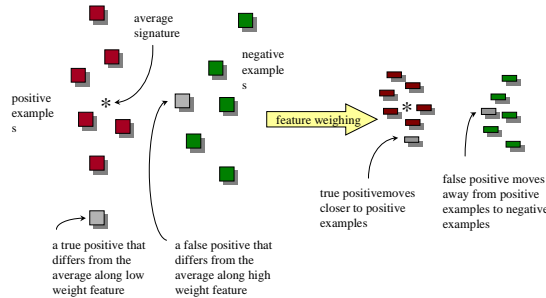 average
signature
negative
example
s
positive
example
s
*
*
feature weighing
true positivemoves
closer to positive
examples
false positive moves
away from positive
examples to negative
examples
a true positive that
differs from the
average along low
weight feature
a false positive that
differs from the
average along high
weight feature